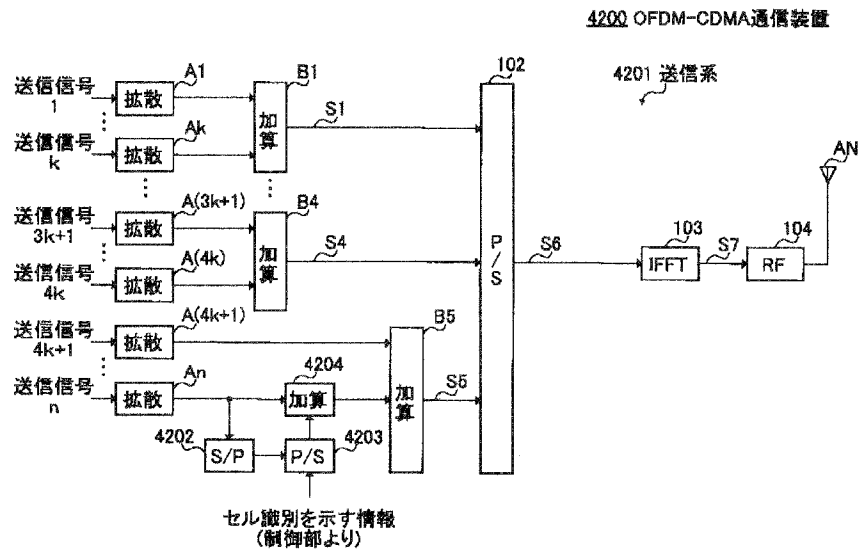 4200 OFDM-CDMA通信装置
4201 送信系
送信信号
1
拡散
A1
B1
加算
S1
102
送信信号
k
拡散
Ak
送信信号
3k+1
拡散
A(3k+1)
B4
加算
S4
送信信号
4k
拡散
A(4k)
送信信号
4k+1
拡散
A(4k+1)
B5
加算
S5
送信信号
n
拡散
An
4204
加算
4202
S/P
P/S
4203
セル識別を示す情報
(制御部より)
P/S
S6
103
IFFT
S7
104
RF
AN